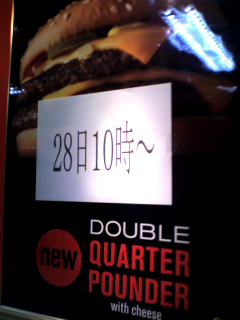 28日10時～
DOUBLE
new
QUARTER
POUNDER
with cheese